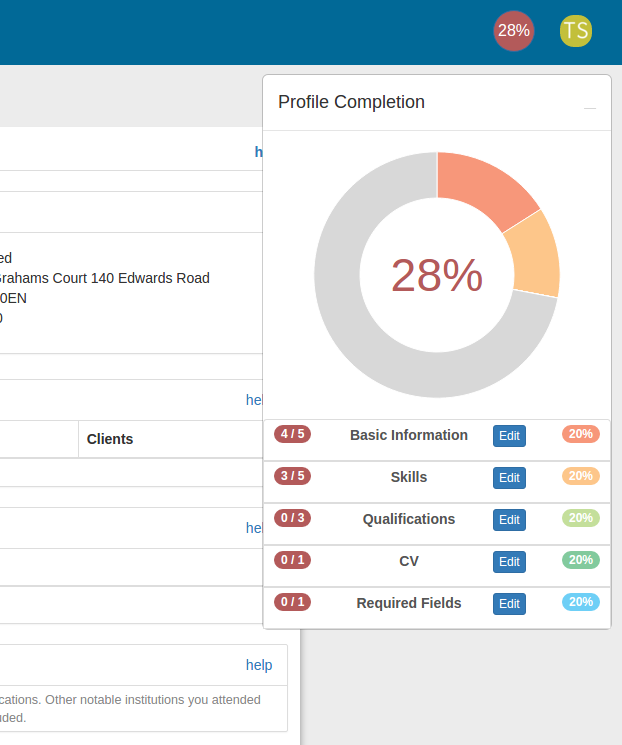 28% TS
Profile Completion
28%
ed
Grahams Court 140 Edwards Road
0EN
help
Clients
4 / 5 Basic Information Edit 20%
3 / 5 Skills Edit 20%
0 / 3 Qualifications Edit 20%
0 / 1 CV Edit 20%
0 / 1 Required Fields Edit 20%
help
help
cations. Other notable institutions you attended
uded.